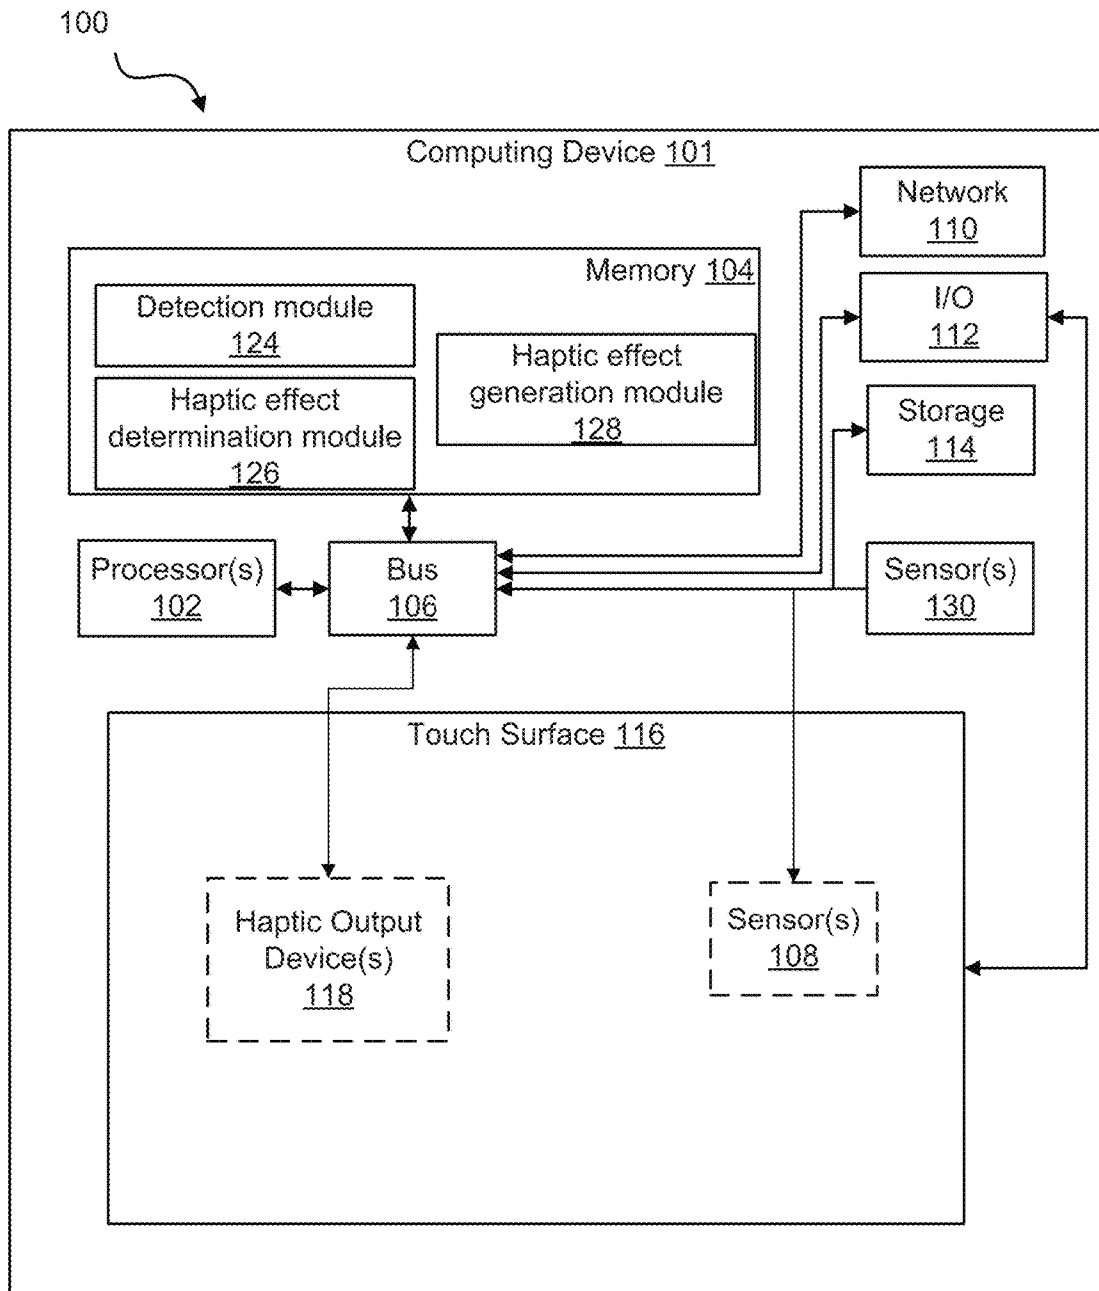 100
Computing Device 101
Network
110
Memory 104
I/O
112
Detection module
124
Haptic effect
generation module
128
Haptic effect
determination module
126
Storage
114
Processor(s)
102
Bus
106
Sensor(s)
130
Touch Surface 116
Haptic Output
Device(s)
118
Sensor(s)
108